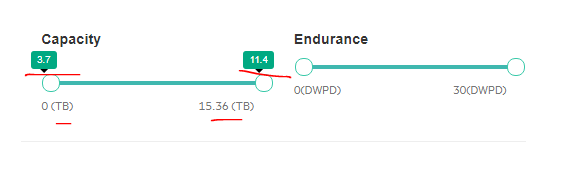 Capacity
3.7
11.4
0 (TB)
15.36 (TB)
Endurance
0(DWPD)
30(DWPD)